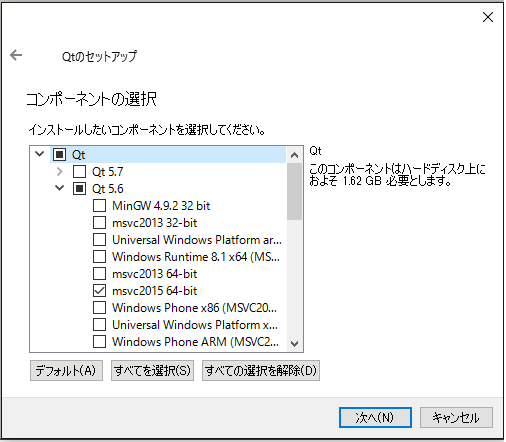 Qtのセットアップ
コンポーネントの選択
インストールしたいコンポーネントを選択してください。
Qt
Qt 5.7
Qt 5.6
MinGW 4.9.2 32 bit
msvc2013 32-bit
Universal Windows Platform ar...
Windows Runtime 8.1 x64 (MS...
msvc2013 64-bit
msvc2015 64-bit
Windows Phone x86 (MSVC20...
Universal Windows Platform x...
Windows Phone ARM (MSVC2...
Qt
このコンポーネントはハードディスク上に
およそ 1.62 GB 必要とします。
デフォルト(A)
すべてを選択(S)
すべての選択を解除(D)
次へ(N)
キャンセル